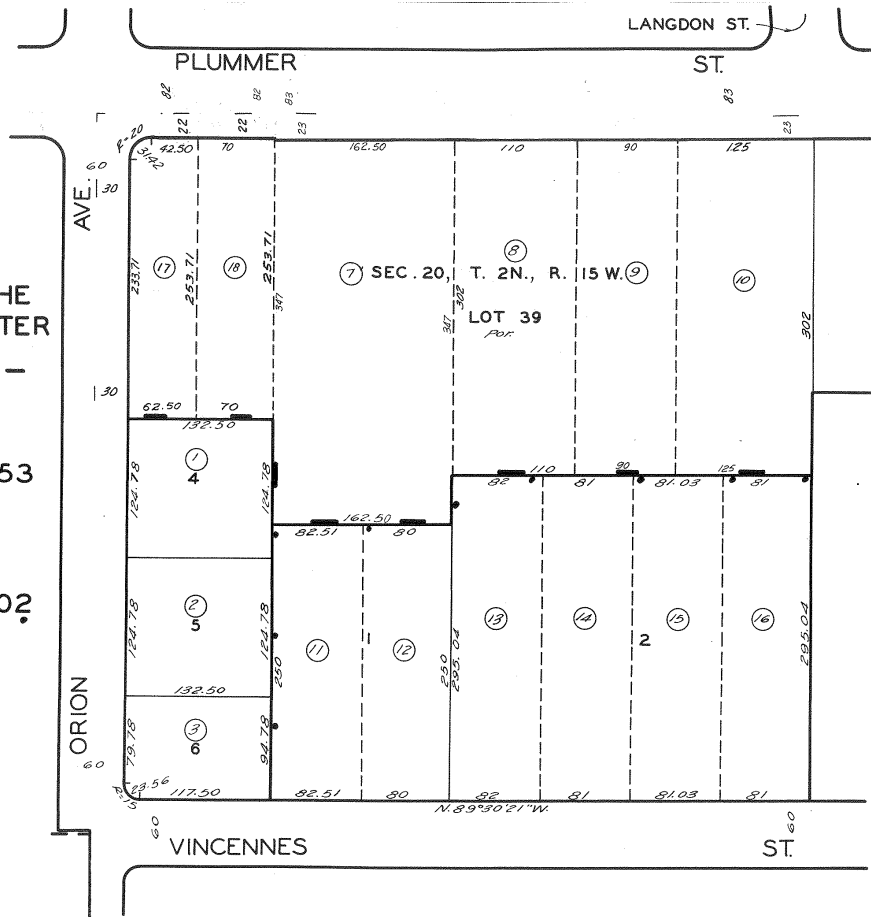 LANGDON ST.
PLUMMER ST.
82 82 83 83
22 22 23 23
R=20
31.42
42.50 70 162.50 110 90 125
60
30
AVE.
233.71
17
253.71
18
253.71
347
7
SEC. 20, T. 2N., R. 15 W.
8
9
10
302
347
LOT 39
Por.
302
HE
TER
—
30
62.50 70
132.50
1
4
124.78
124.78
53
110 90 125
82 81 81.03 81
162.50
82.51 80
2
5
124.78
124.78
02
250
11
1
12
250
295.04
13
14
2
15
16
295.04
132.50
3
6
79.78
94.78
ORION
60
23.56
R=15
117.50 82.51 80 82 81 81.03 81
N. 89°30'21"W.
60
60
VINCENNES ST.